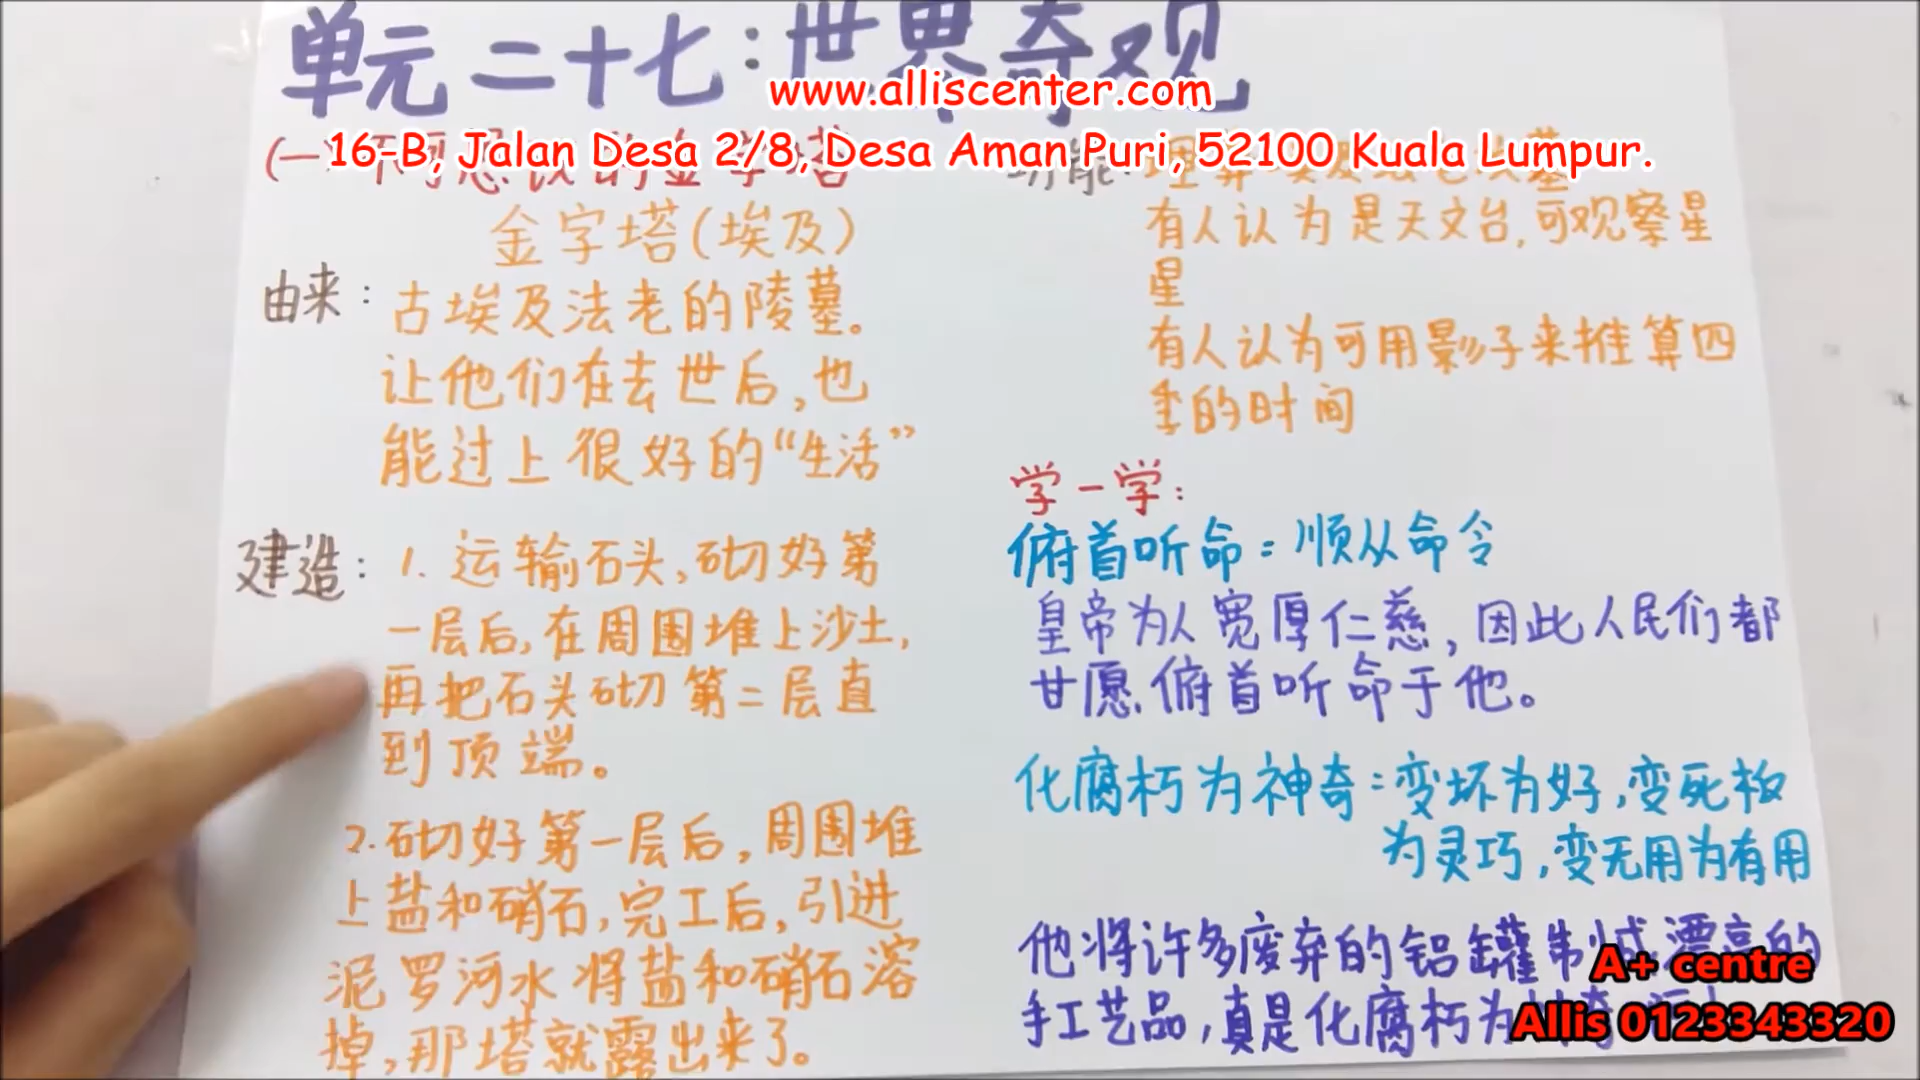 单元二十七:世界奇观
www.alliscenter.com
16-B, Jalan Desa 2/8, Desa Aman Puri, 52100 Kuala Lumpur.
(一)
金字塔(埃及)
由来: 古埃及法老的陵墓。
让他们在去世后,也
能过上很好的“生活”
建造: 1. 运输石头,砌好第
一层后,在周围堆上沙土,
再把石头砌第二层直
到顶端。
2. 砌好第一层后,周围堆
上盐和硝石,完工后,引进
泥罗河水将盐和硝石溶
掉,那塔就露出来了。
功能:
有人认为是天文台,可观察星
星
有人认为可用影子来推算四
季的时间
学一学:
俯首听命:顺从命令
皇帝为人宽厚仁慈,因此人民们都
甘愿俯首听命于他。
化腐朽为神奇:变坏为好,变死板
为灵巧,变无用为有用
他将许多废弃的铝罐制成漂亮的
手工艺品,真是化腐朽为
A+ centre
Allis 0123343320